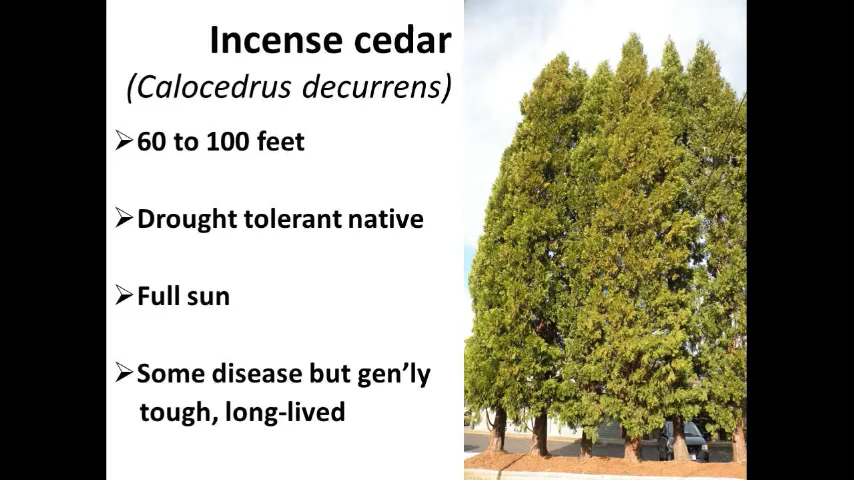 Incense cedar
(Calocedrus decurrens)
➢60 to 100 feet
➢Drought tolerant native
➢Full sun
➢Some disease but gen’ly
tough, long-lived